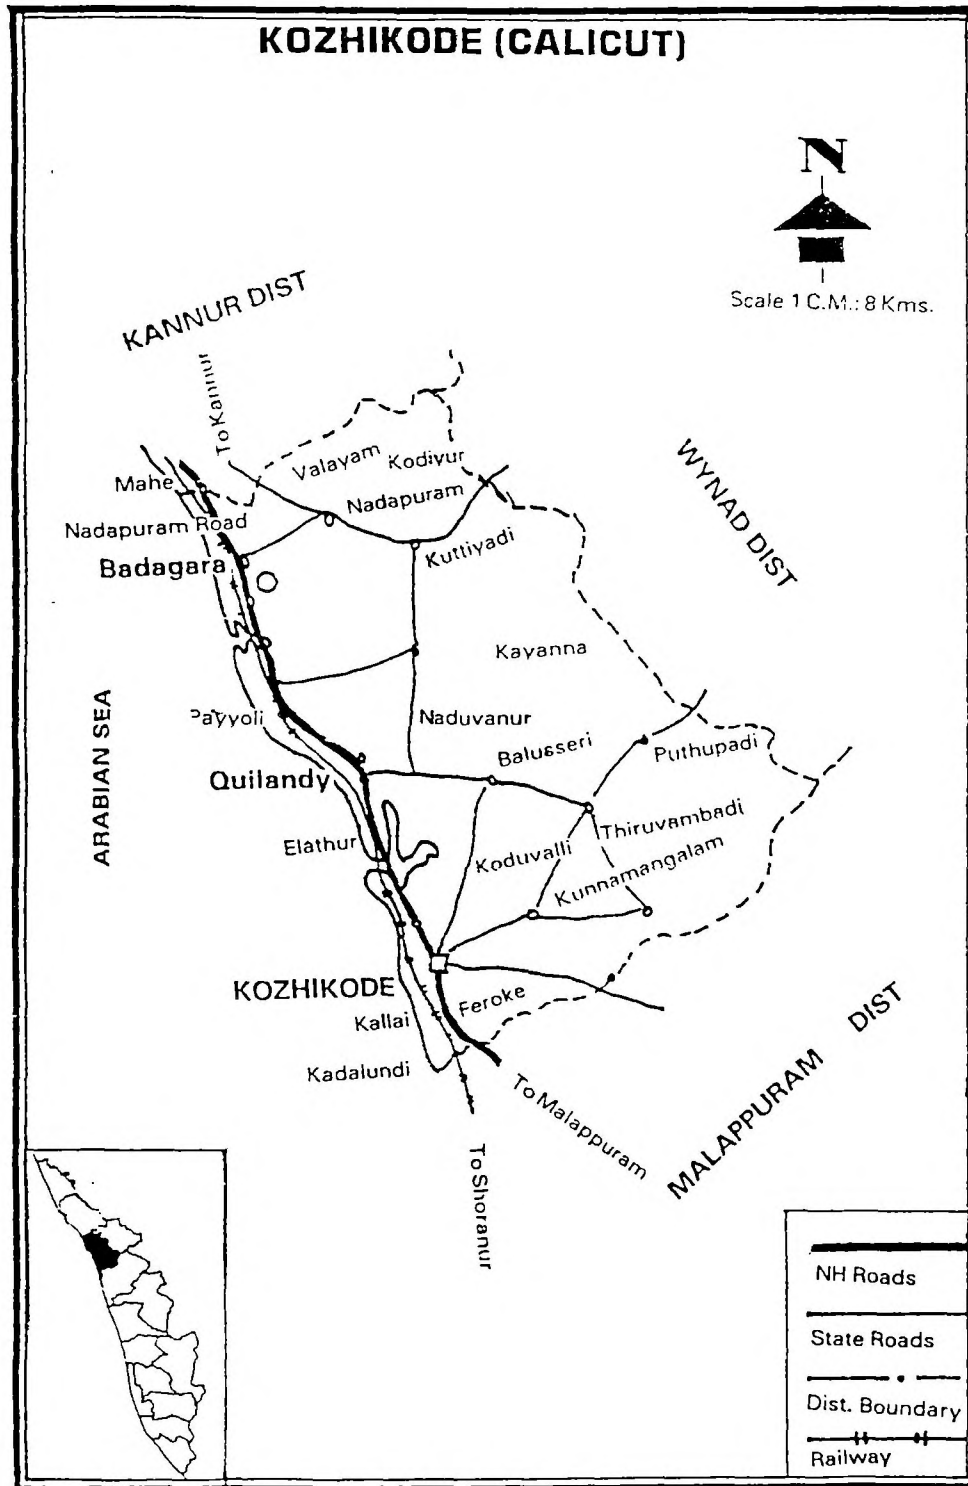 KOZHIKODE (CALICUT)
N
Scale 1 C.M.: 8 Kms.
KANNUR DIST
To Kannur
WYNAD DIST
Valayam
Kodiyur
Mahe
Nadapuram
Nadapuram Road
Kuttiyadi
Badagara
Kayanna
ARABIAN SEA
Payyoli
Naduvanur
Balusseri
Puthupadi
Quilandy
Thiruvambadi
Elathur
Koduvalli
Kunnamangalam
KOZHIKODE
Feroke
Kallai
Kadalundi
MALAPPURAM DIST
To Malappuram
To Shoranur
NH Roads
State Roads
Dist. Boundary
Railway